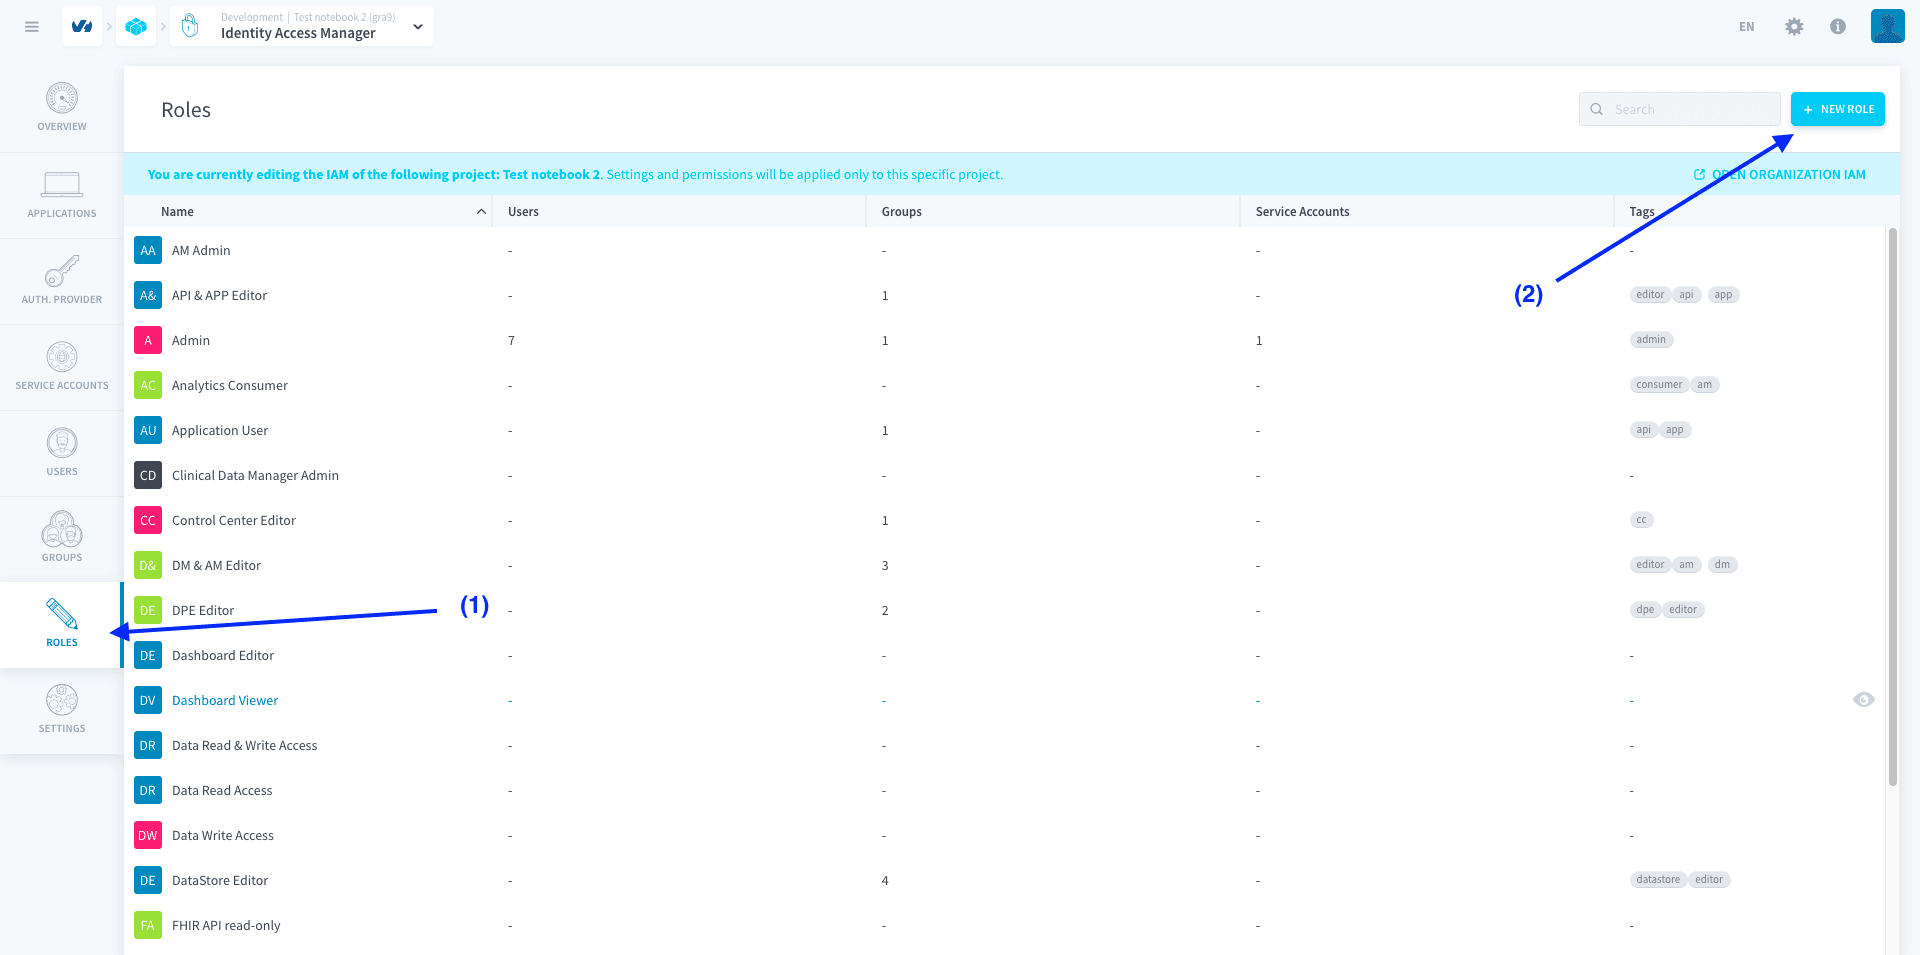 Development | Test notebook 2 (gra9)
Identity Access Manager
EN
OVERVIEW
APPLICATIONS
AUTH. PROVIDER
SERVICE ACCOUNTS
USERS
GROUPS
ROLES
SETTINGS
Roles
Search
+ NEW ROLE
You are currently editing the IAM of the following project: Test notebook 2. Settings and permissions will be applied only to this specific project.
OPEN ORGANIZATION IAM
Name Users Groups Service Accounts Tags
AA AM Admin - - - -
A& API & APP Editor - 1 - editor api app
A Admin 7 1 1 admin
AC Analytics Consumer - - - consumer am
AU Application User - 1 - api app
CD Clinical Data Manager Admin - - - -
CC Control Center Editor - 1 - cc
D& DM & AM Editor - 3 - editor am dm
DE DPE Editor - 2 - dpe editor
DE Dashboard Editor - - - -
DV Dashboard Viewer - - - -
DR Data Read & Write Access - - - -
DR Data Read Access - - - -
DW Data Write Access - - - -
DE DataStore Editor - 4 - datastore editor
FA FHIR API read-only - - - -
(1)
(2)